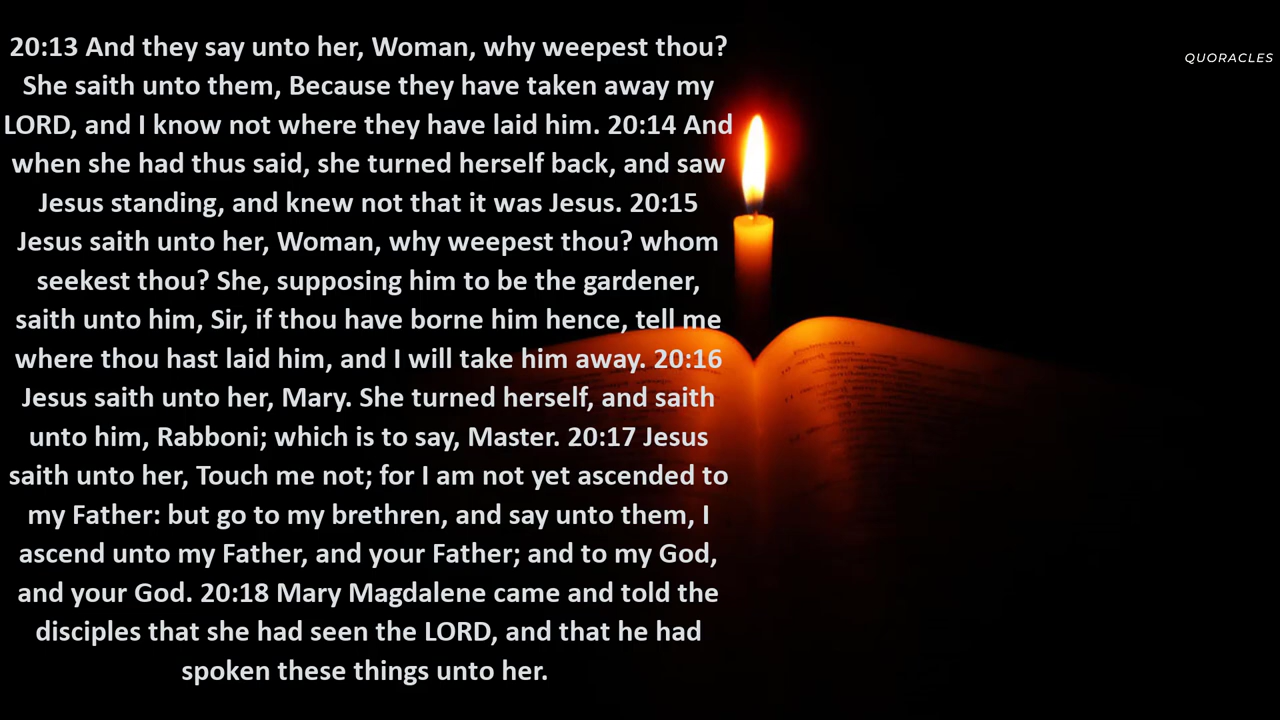 20:13 And they say unto her, Woman, why weepest thou?
She saith unto them, Because they have taken away my
LORD, and I know not where they have laid him. 20:14 And
when she had thus said, she turned herself back, and saw
Jesus standing, and knew not that it was Jesus. 20:15
Jesus saith unto her, Woman, why weepest thou? whom
seekest thou? She, supposing him to be the gardener,
saith unto him, Sir, if thou have borne him hence, tell me
where thou hast laid him, and I will take him away. 20:16
Jesus saith unto her, Mary. She turned herself, and saith
unto him, Rabboni; which is to say, Master. 20:17 Jesus
saith unto her, Touch me not; for I am not yet ascended to
my Father: but go to my brethren, and say unto them, I
ascend unto my Father, and your Father; and to my God,
and your God. 20:18 Mary Magdalene came and told the
disciples that she had seen the LORD, and that he had
spoken these things unto her.
QUORACLES